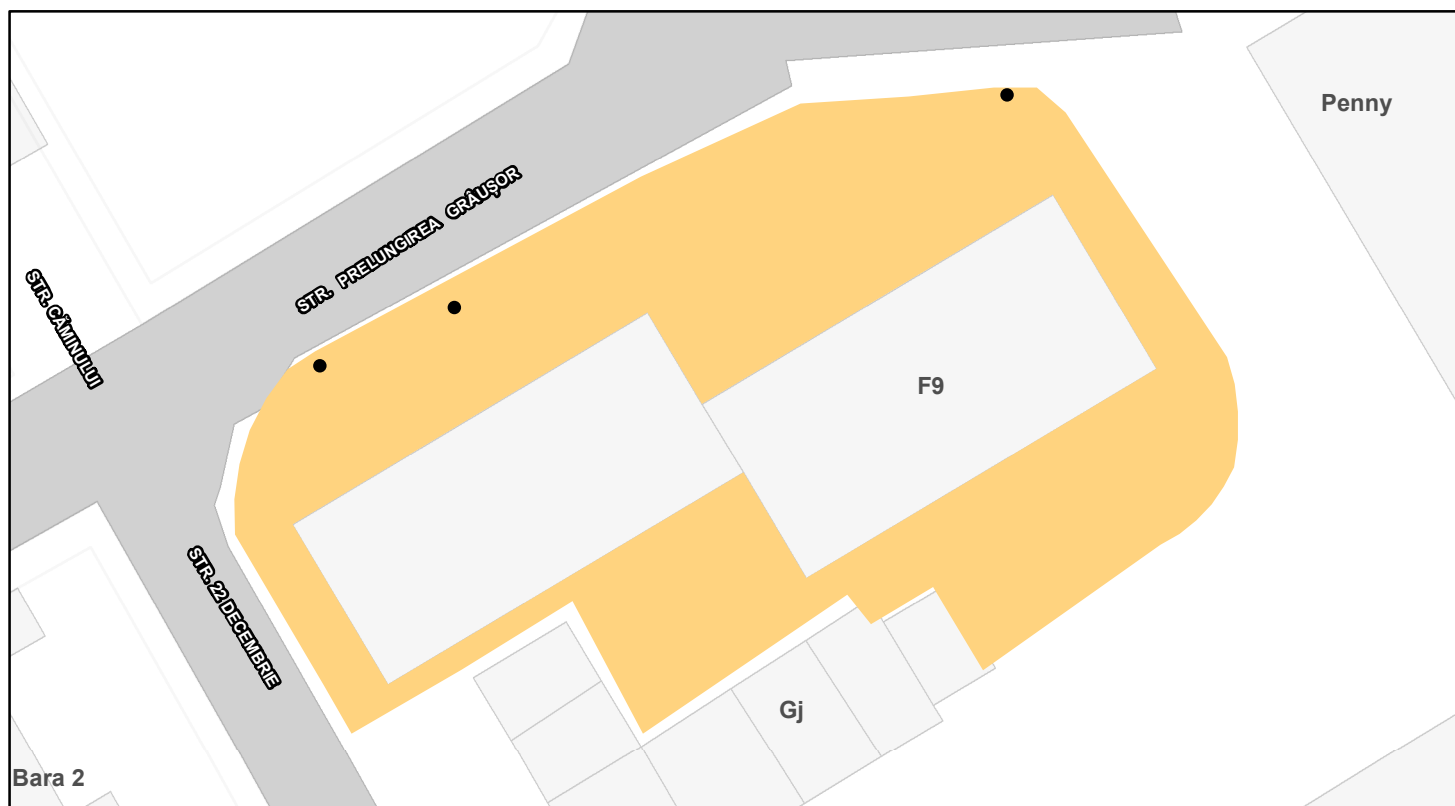 Penny
STR. PRELUNGIREA GRÂUȘOR
STR. CĂMINULUI
F9
STR. 22 DECEMBRIE
Gj
Bara 2